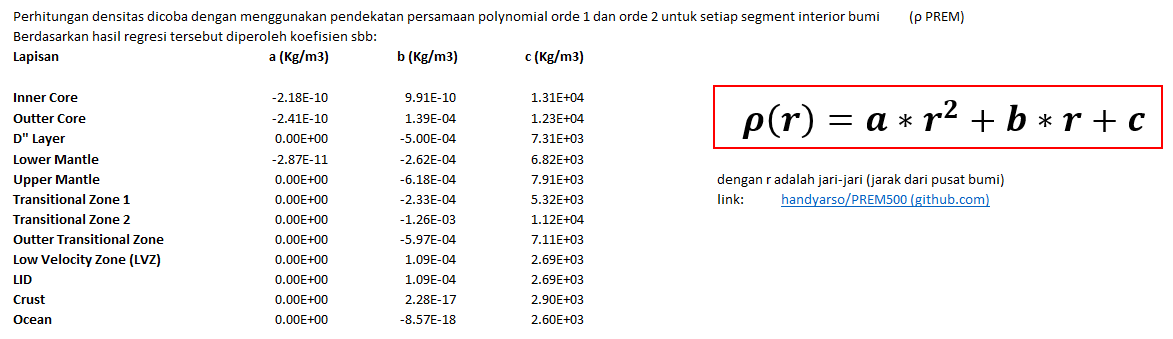 Perhitungan densitas dicoba dengan menggunakan pendekatan persamaan polynomial orde 1 dan orde 2 untuk setiap segment interior bumi (ρ PREM)
Berdasarkan hasil regresi tersebut diperoleh koefisien sbb:
Lapisan a (Kg/m3) b (Kg/m3) c (Kg/m3)
Inner Core -2.18E-10 9.91E-10 1.31E+04
Outter Core -2.41E-10 1.39E-04 1.23E+04
D" Layer 0.00E+00 -5.00E-04 7.31E+03
Lower Mantle -2.87E-11 -2.62E-04 6.82E+03
Upper Mantle 0.00E+00 -6.18E-04 7.91E+03
Transitional Zone 1 0.00E+00 -2.33E-04 5.32E+03
Transitional Zone 2 0.00E+00 -1.26E-03 1.12E+04
Outter Transitional Zone 0.00E+00 -5.97E-04 7.11E+03
Low Velocity Zone (LVZ) 0.00E+00 1.09E-04 2.69E+03
LID 0.00E+00 1.09E-04 2.69E+03
Crust 0.00E+00 2.28E-17 2.90E+03
Ocean 0.00E+00 -8.57E-18 2.60E+03
ρ(r) = a * r² + b * r + c
dengan r adalah jari-jari (jarak dari pusat bumi)
link: handyarso/PREM500 (github.com)